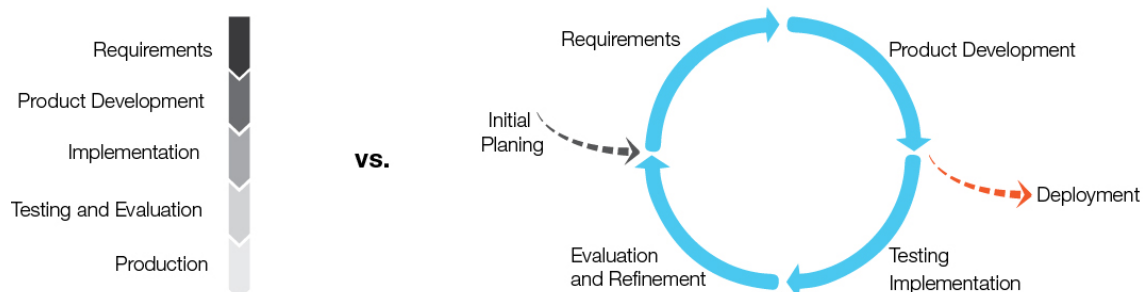 Requirements
Product Development
Implementation
Testing and Evaluation
Production
vs.
Requirements
Product Development
Initial
Planing
Deployment
Evaluation
and Refinement
Testing
Implementation